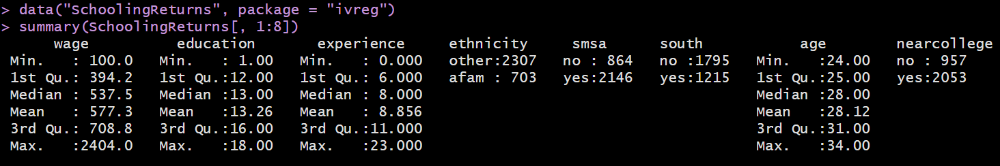 > data("SchoolingReturns", package = "ivreg")
> summary(SchoolingReturns[, 1:8])
      wage          education       experience     ethnicity     smsa      south           age        nearcollege
 Min.   : 100.0   Min.   : 1.00   Min.   : 0.000   other:2307   no : 864   no :1795   Min.   :24.00   no : 957
 1st Qu.: 394.2   1st Qu.:12.00   1st Qu.: 6.000   afam : 703   yes:2146   yes:1215   1st Qu.:25.00   yes:2053
 Median : 537.5   Median :13.00   Median : 8.000                                      Median :28.00
 Mean   : 577.3   Mean   :13.26   Mean   : 8.856                                      Mean   :28.12
 3rd Qu.: 708.8   3rd Qu.:16.00   3rd Qu.:11.000                                      3rd Qu.:31.00
 Max.   :2404.0   Max.   :18.00   Max.   :23.000                                      Max.   :34.00